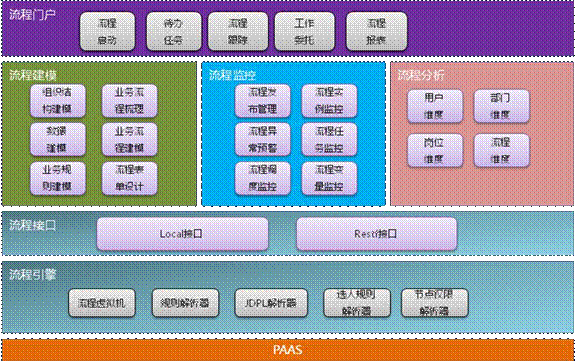 流程门户
流程
启动
待办
任务
流程
跟踪
工作
委托
流程
报表
流程建模
组织结
构建模
业务流
程梳理
数据
建模
业务流
程建模
业务规
则建模
流程表
单设计
流程监控
流程发
布管理
流程实
例监控
流程异
常预警
流程任
务监控
流程调
度监控
流程变
量监控
流程分析
用户
维度
部门
维度
岗位
维度
流程
维度
流程接口
Local接口
Restf接口
流程引擎
流程虚拟机
规则解析器
JDPL解析器
选人规则
解析器
节点权限
解析器
PAAS